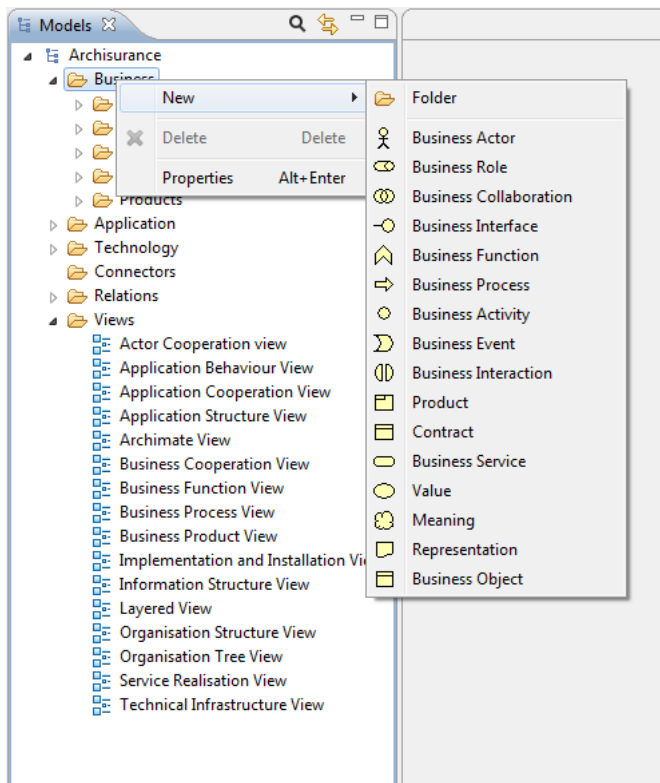 Models
Archisurance
Business
New
Delete Delete
Properties Alt+Enter
Products
Application
Technology
Connectors
Relations
Views
Actor Cooperation view
Application Behaviour View
Application Cooperation View
Application Structure View
Archimate View
Business Cooperation View
Business Function View
Business Process View
Business Product View
Implementation and Installation Vi
Information Structure View
Layered View
Organisation Structure View
Organisation Tree View
Service Realisation View
Technical Infrastructure View
Folder
Business Actor
Business Role
Business Collaboration
Business Interface
Business Function
Business Process
Business Activity
Business Event
Business Interaction
Product
Contract
Business Service
Value
Meaning
Representation
Business Object